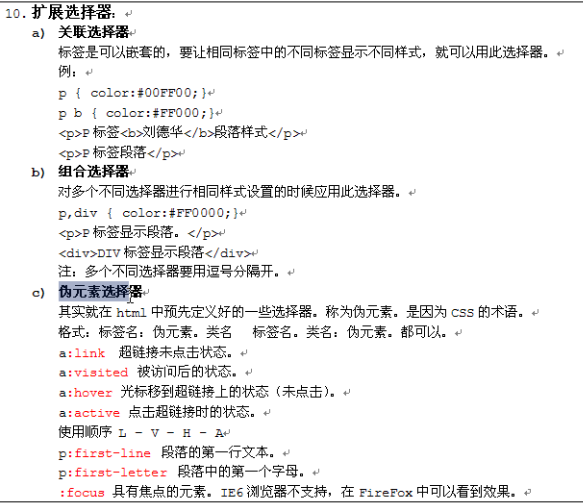 10. 扩展选择器:
a) 关联选择器
标签是可以嵌套的，要让相同标签中的不同标签显示不同样式，就可以用此选择器。
例：
p { color:#00FF00;}
p b { color:#FF000;}
<p>P标签<b>刘德华</b>段落样式</p>
<p>P标签段落</p>
b) 组合选择器
对多个不同选择器进行相同样式设置的时候应用此选择器。
p,div { color:#FF0000;}
<p>P标签显示段落。</p>
<div>DIV标签显示段落</div>
注：多个不同选择器要用逗号分隔开。
c) 伪元素选择器
其实就在 html 中预先定义好的一些选择器。称为伪元素。是因为 CSS 的术语。
格式：标签名：伪元素。类名 标签名。类名：伪元素。都可以。
a:link 超链接未点击状态。
a:visited 被访问后的状态。
a:hover 光标移到超链接上的状态（未点击）。
a:active 点击超链接时的状态。
使用顺序 L – V – H – A
p:first-line 段落的第一行文本。
p:first-letter 段落中的第一个字母。
:focus 具有焦点的元素。IE6 浏览器不支持，在 FireFox 中可以看到效果。